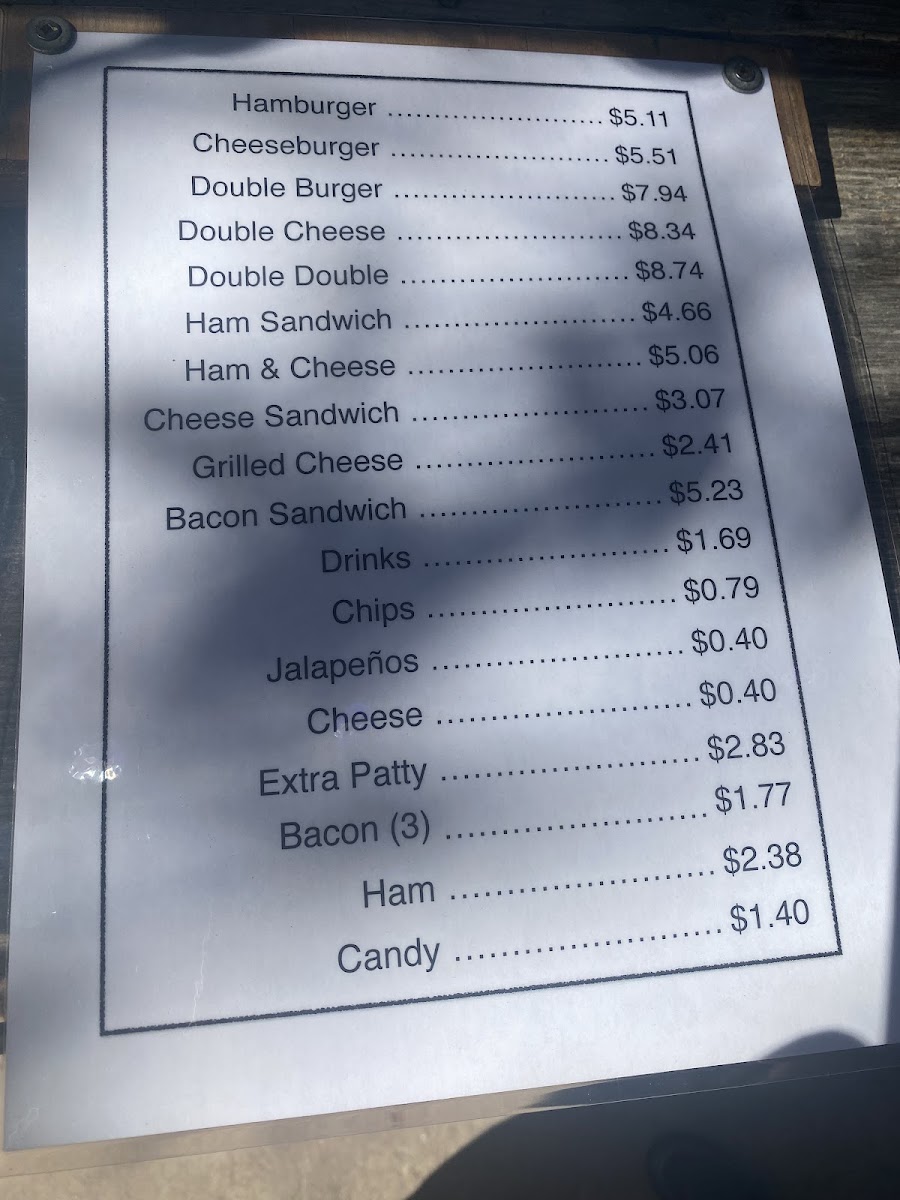 Hamburger ........................ $5.11
Cheeseburger ........................ $5.51
Double Burger ........................ $7.94
Double Cheese ........................ $8.34
Double Double ........................ $8.74
Ham Sandwich ........................ $4.66
Ham & Cheese ........................ $5.06
Cheese Sandwich ........................ $3.07
Grilled Cheese ........................ $2.41
Bacon Sandwich ........................ $5.23
Drinks ........................ $1.69
Chips ........................ $0.79
Jalapeños ........................ $0.40
Cheese ........................ $0.40
Extra Patty ........................ $2.83
Bacon (3) ........................ $1.77
Ham ........................ $2.38
Candy ........................ $1.40